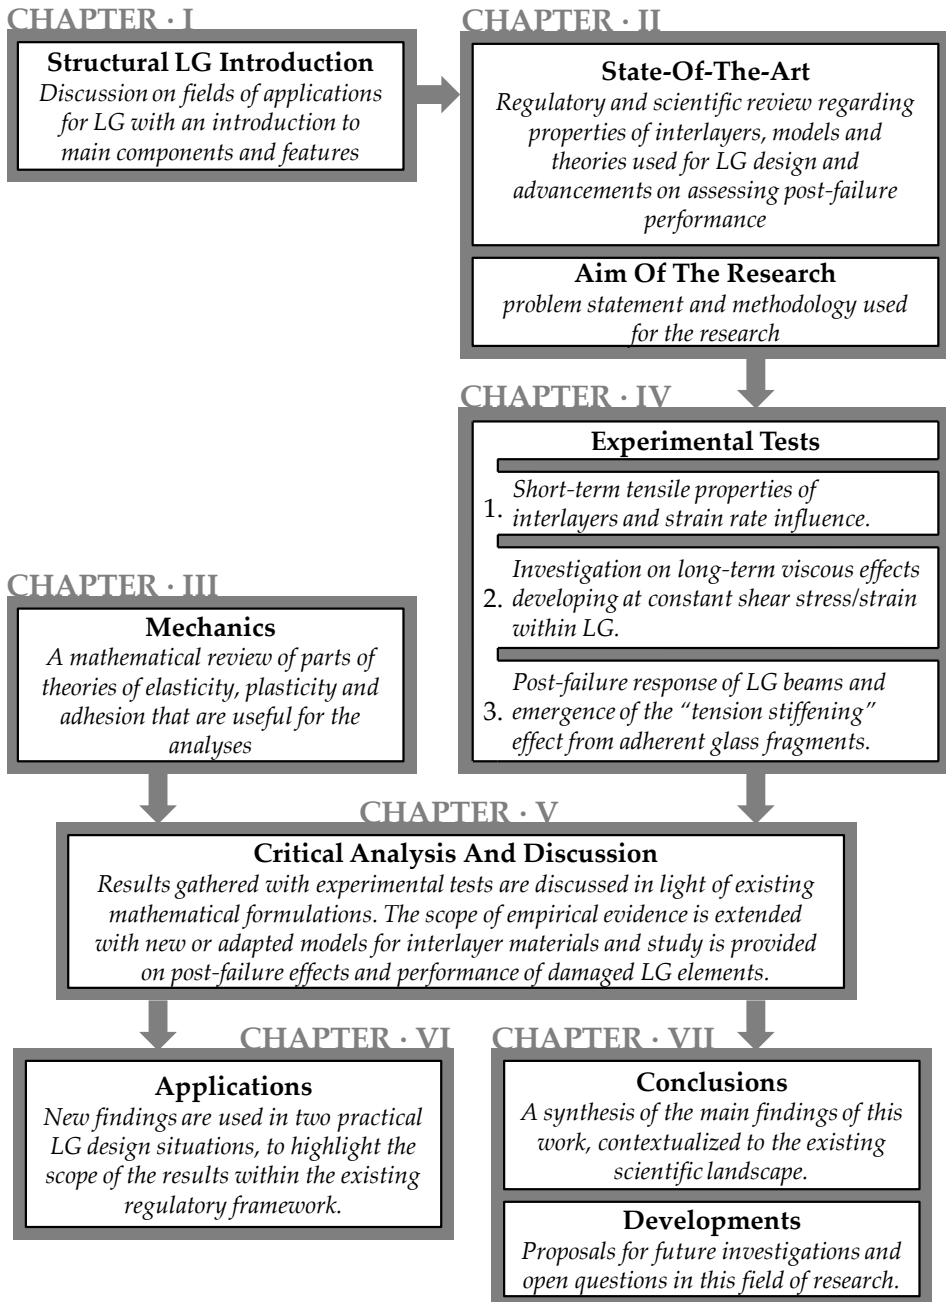 CHAPTER · I
Structural LG Introduction
Discussion on fields of applications
for LG with an introduction to
main components and features
CHAPTER · II
State-Of-The-Art
Regulatory and scientific review regarding
properties of interlayers, models and
theories used for LG design and
advancements on assessing post-failure
performance
Aim Of The Research
problem statement and methodology used
for the research
CHAPTER · III
Mechanics
A mathematical review of parts of
theories of elasticity, plasticity and
adhesion that are useful for the
analyses
CHAPTER · IV
Experimental Tests
1. Short-term tensile properties of
interlayers and strain rate influence.
2. Investigation on long-term viscous effects
developing at constant shear stress/strain
within LG.
3. Post-failure response of LG beams and
emergence of the “tension stiffening”
effect from adherent glass fragments.
CHAPTER · V
Critical Analysis And Discussion
Results gathered with experimental tests are discussed in light of existing
mathematical formulations. The scope of empirical evidence is extended
with new or adapted models for interlayer materials and study is provided
on post-failure effects and performance of damaged LG elements.
CHAPTER · VI
Applications
New findings are used in two practical
LG design situations, to highlight the
scope of the results within the existing
regulatory framework.
CHAPTER · VII
Conclusions
A synthesis of the main findings of this
work, contextualized to the existing
scientific landscape.
Developments
Proposals for future investigations and
open questions in this field of research.